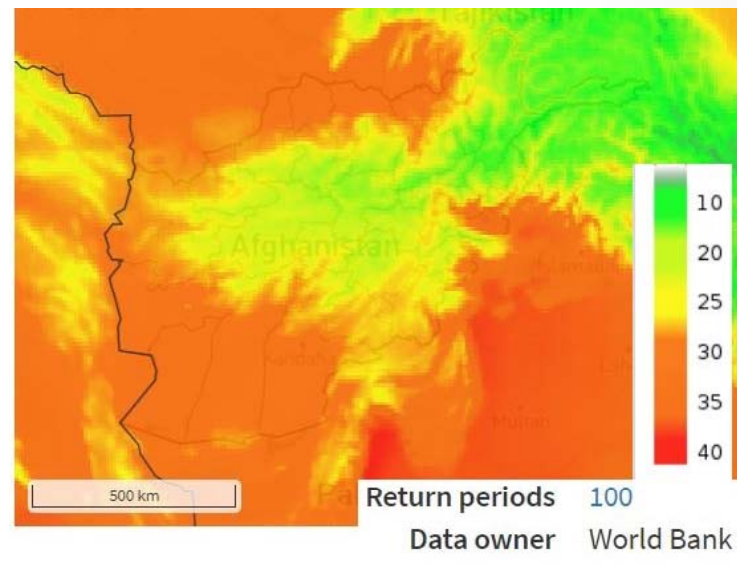 Tajikistan
Afghanistan
10
20
25
30
35
40
Kandahar
Multan
500 km
Return periods 100
Data owner World Bank